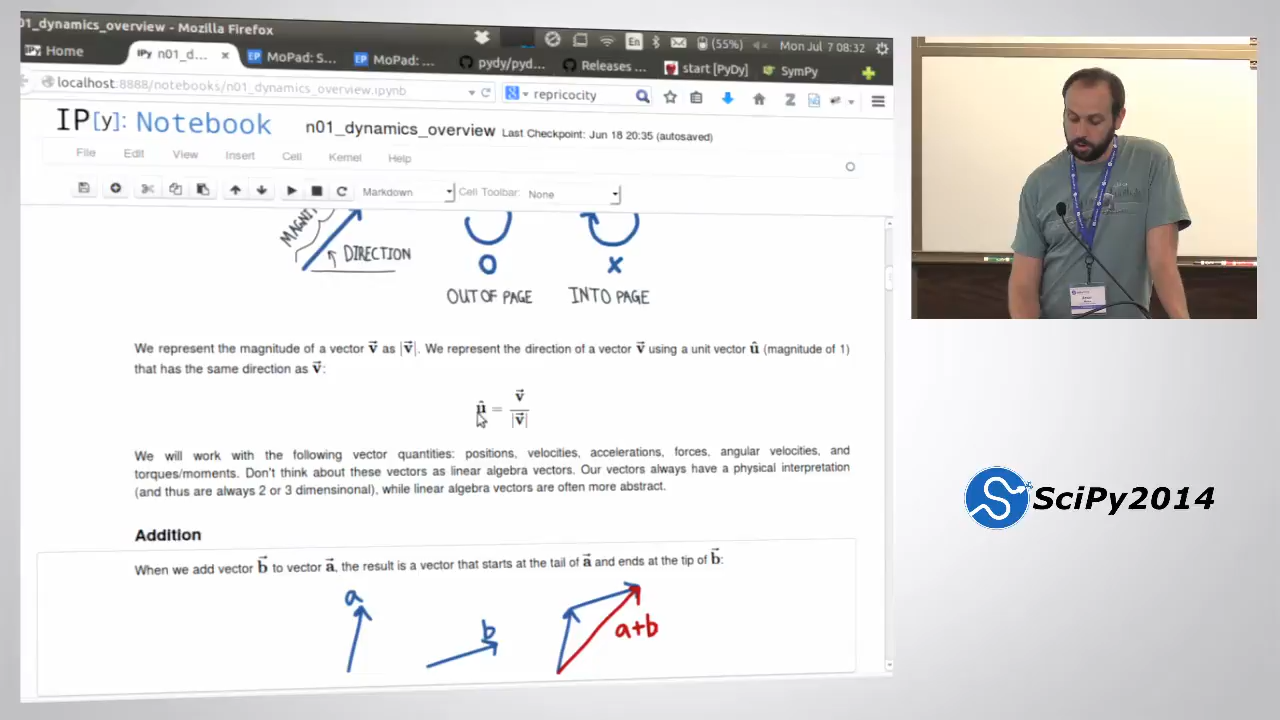 01_dynamics_overview - Mozilla Firefox
En
(55%)
Mon Jul 7 08:32
IPy Home
IPy n01_d...
EP MoPad: S...
EP MoPad: ...
pydy/pyd...
Releases ...
start [PyDy]
SymPy
localhost:8888/notebooks/n01_dynamics_overview.ipynb
repricocity
IP[y]: Notebook
n01_dynamics_overview Last Checkpoint: Jun 18 20:35 (autosaved)
File Edit View Insert Cell Kernel Help
Markdown
Cell Toolbar: None
DIRECTION
O X
OUT OF PAGE INTO PAGE
We represent the magnitude of a vector v⃗ as |v⃗|. We represent the direction of a vector v⃗ using a unit vector û (magnitude of 1)
that has the same direction as v⃗:
û = v⃗ / |v⃗|
We will work with the following vector quantities: positions, velocities, accelerations, forces, angular velocities, and
torques/moments. Don't think about these vectors as linear algebra vectors. Our vectors always have a physical interpretation
(and thus are always 2 or 3 dimensinonal), while linear algebra vectors are often more abstract.
Addition
When we add vector b⃗ to vector a⃗, the result is a vector that starts at the tail of a⃗ and ends at the tip of b⃗:
a
b
a+b
SciPy2014